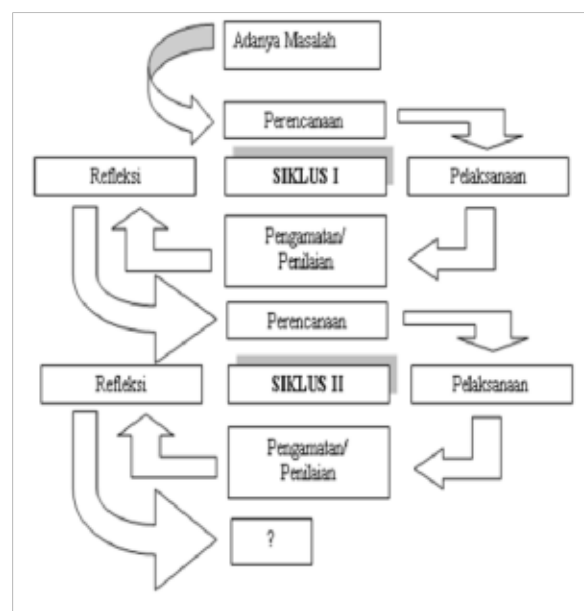 Adanya Masalah
Perencanaan
Refleksi
SIKLUS I
Pelaksanaan
Pengamatan/
Penilaian
Perencanaan
Refleksi
SIKLUS II
Pelaksanaan
Pengamatan/
Penilaian
?